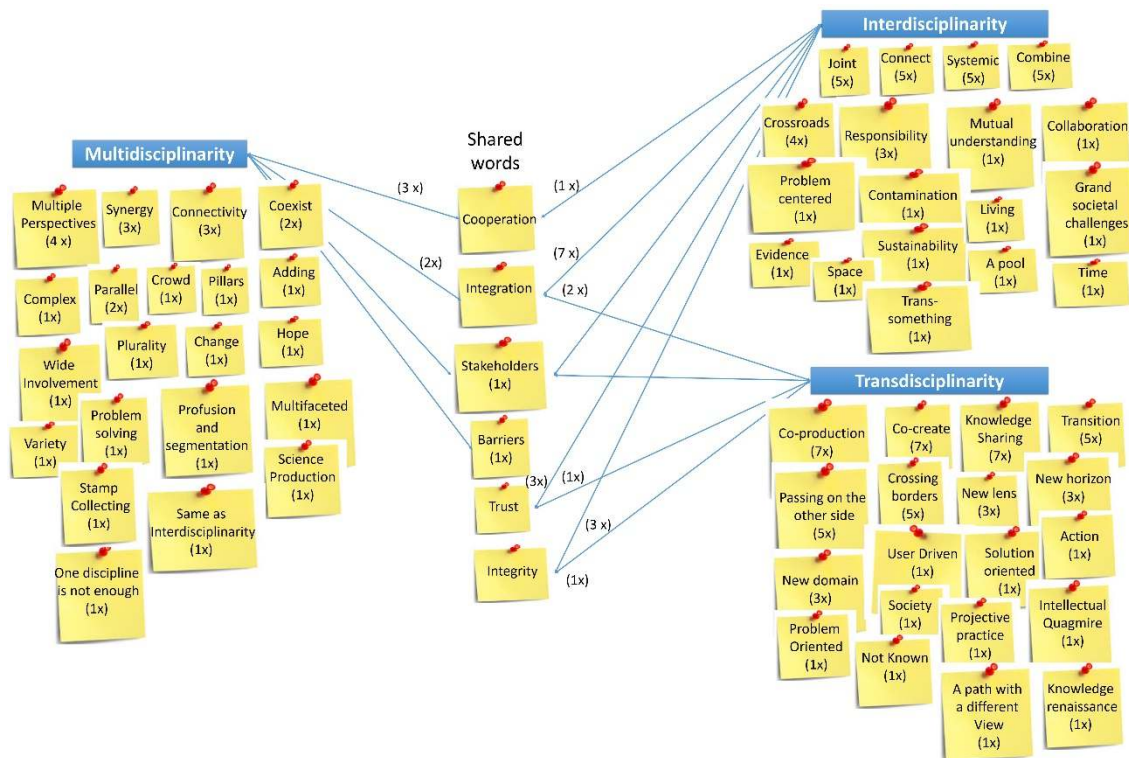 Interdisciplinarity
Joint
(5x)
Connect
(5x)
Systemic
(5x)
Combine
(5x)
Crossroads
(4x)
Responsibility
(3x)
Mutual
understanding
(1x)
Collaboration
(1x)
Problem
centered
(1x)
Contamination
(1x)
Living
(1x)
Grand
societal
challenges
(1x)
Evidence
(1x)
Space
(1x)
Sustainability
(1x)
A pool
(1x)
Time
(1x)
Trans-
something
(1x)
Multidisciplinarity
Multiple
Perspectives
(4 x)
Synergy
(3x)
Connectivity
(3x)
Coexist
(2x)
Complex
(1x)
Parallel
(2x)
Crowd
(1x)
Pillars
(1x)
Adding
(1x)
Plurality
(1x)
Change
(1x)
Hope
(1x)
Wide
Involvement
(1x)
Variety
(1x)
Problem
solving
(1x)
Profusion
and
segmentation
(1x)
Multifaceted
(1x)
Stamp
Collecting
(1x)
Same as
Interdisciplinarity
(1x)
Science
Production
(1x)
One discipline
is not enough
(1x)
Shared
words
(3 x)
Cooperation
(1 x)
(2x)
Integration
(7 x)
(2 x)
Stakeholders
(1x)
Barriers
(1x)
Trust
(3x)
(1x)
Integrity
(3 x)
(1x)
Transdisciplinarity
Co-production
(7x)
Co-create
(7x)
Knowledge
Sharing
(7x)
Transition
(5x)
Passing on the
other side
(5x)
Crossing
borders
(5x)
New lens
(3x)
New horizon
(3x)
New domain
(3x)
User Driven
(1x)
Solution
oriented
(1x)
Action
(1x)
Problem
Oriented
(1x)
Society
(1x)
Projective
practice
(1x)
Intellectual
Quagmire
(1x)
Not Known
(1x)
A path with
a different
View
(1x)
Knowledge
renaissance
(1x)